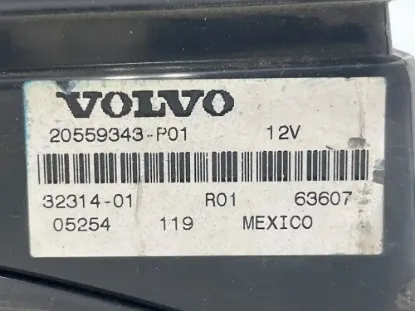 VOLVO
20559343-P01 12V
32314-01 R01 63607
05254 119 MEXICO